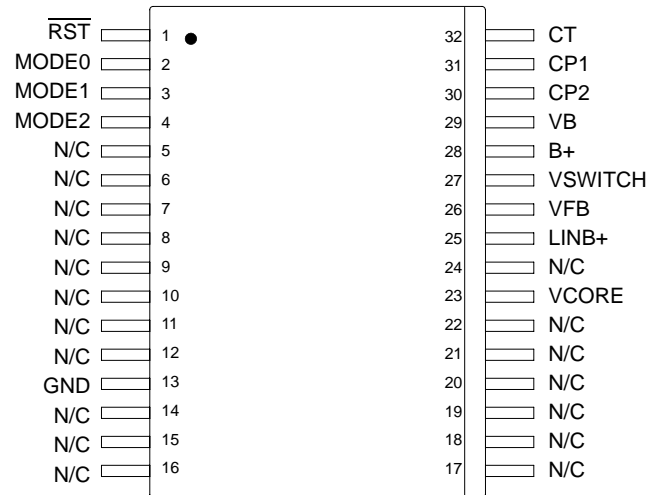 RST 1 32 CT
MODE0 2 31 CP1
MODE1 3 30 CP2
MODE2 4 29 VB
N/C 5 28 B+
N/C 6 27 VSWITCH
N/C 7 26 VFB
N/C 8 25 LINB+
N/C 9 24 N/C
N/C 10 23 VCORE
N/C 11 22 N/C
N/C 12 21 N/C
GND 13 20 N/C
N/C 14 19 N/C
N/C 15 18 N/C
N/C 16 17 N/C